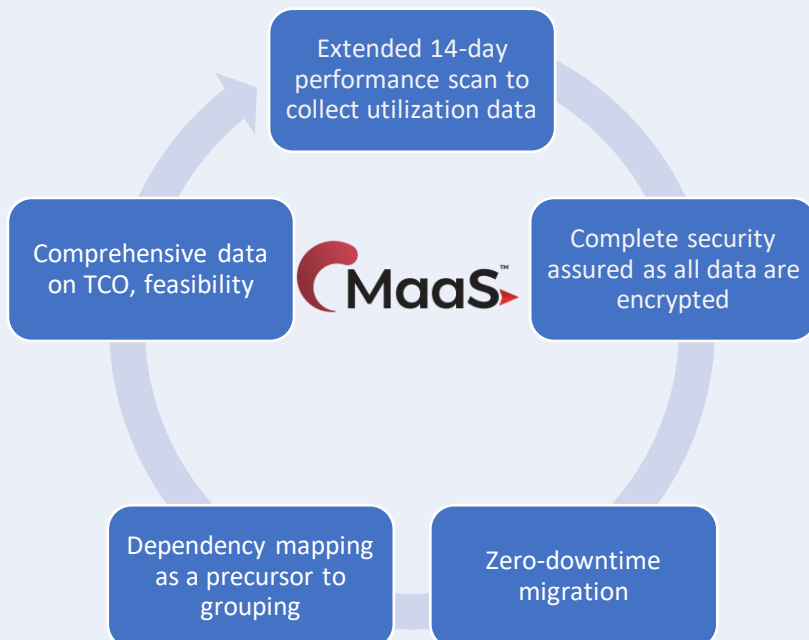 Extended 14-day
performance scan to
collect utilization data
Complete security
assured as all data are
encrypted
Zero-downtime
migration
Dependency mapping
as a precursor to
grouping
Comprehensive data
on TCO, feasibility
MaaS™